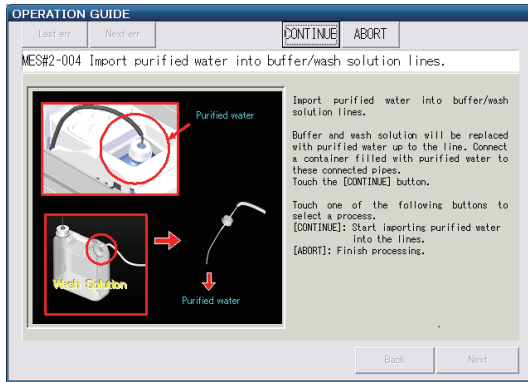 OPERATION GUIDE
Last err Next err CONTINUE ABORT
MES#2-004 Import purified water into buffer/wash solution lines.
Purified water
Wash Solution
Purified water
Import purified water into buffer/wash
solution lines.
Buffer and wash solution will be replaced
with purified water up to the line. Connect
a container filled with purified water to
these connected pipes.
Touch the [CONTINUE] button.
Touch one of the following buttons to
select a process.
[CONTINUE]: Start importing purified water
into the lines.
[ABORT]: Finish processing.
Back Next